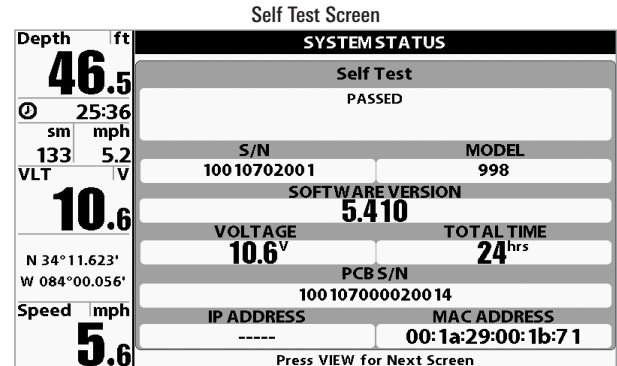 Self Test Screen
Depth ft
46.5
25:36
sm mph
133 5.2
VLT V
10.6
N 34°11.623'
W 084°00.056'
Speed mph
5.6
SYSTEM STATUS
Self Test
PASSED
S/N MODEL
10010702001 998
SOFTWARE VERSION
5.410
VOLTAGE TOTAL TIME
10.6V 24hrs
PCB S/N
100107000020014
IP ADDRESS MAC ADDRESS
----- 00:1a:29:00:1b:71
Press VIEW for Next Screen